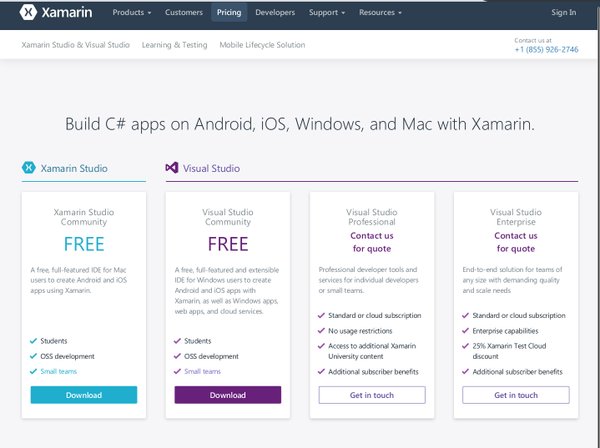 Xamarin Products Customers Pricing Developers Support Resources Sign In
Xamarin Studio & Visual Studio Learning & Testing Mobile Lifecycle Solution
Contact us at
+1 (855) 926-2746
Build C# apps on Android, iOS, Windows, and Mac with Xamarin.
Xamarin Studio
Visual Studio
Xamarin Studio
Community
FREE
A free, full-featured IDE for Mac
users to create Android and iOS
apps using Xamarin.
Students
OSS development
Small teams
Download
Visual Studio
Community
FREE
A free, full-featured and extensible
IDE for Windows users to create
Android and iOS apps with
Xamarin, as well as Windows apps,
web apps, and cloud services.
Students
OSS development
Small teams
Download
Visual Studio
Professional
Contact us
for quote
Professional developer tools and
services for individual developers
or small teams.
Standard or cloud subscription
No usage restrictions
Access to additional Xamarin
University content
Additional subscriber benefits
Get in touch
Visual Studio
Enterprise
Contact us
for quote
End-to-end solution for teams of
any size with demanding quality
and scale needs.
Standard or cloud subscription
Enterprise capabilities
25% Xamarin Test Cloud
discount
Additional subscriber benefits
Get in touch